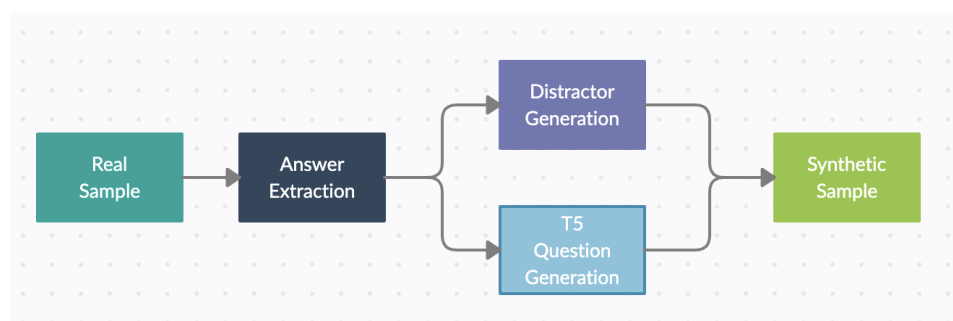 Real
Sample
Answer
Extraction
Distractor
Generation
T5
Question
Generation
Synthetic
Sample